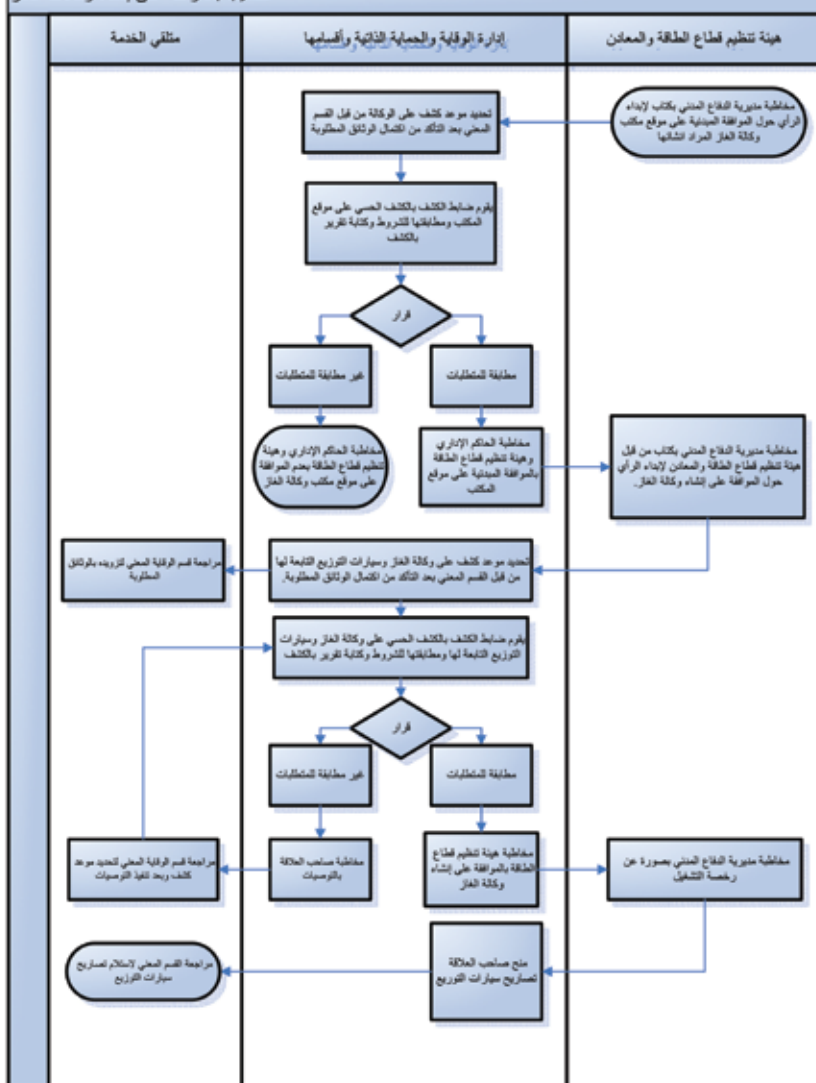 هيئة تنظيم قطاع الطاقة والمعادن
إدارة الوقاية والحماية الذاتية وأقسامها
متلقي الخدمة
مخاطبة مديرية الدفاع المدني بكتاب لإبداء
الرأي حول الموافقة المبدئية على موقع مكتب
وكالة الغاز المراد انشائها
تحديد موعد كشف على الوكالة من قبل القسم
المعني بعد التأكد من اكتمال الوثائق المطلوبة
يقوم ضابط الكشف بالكشف الحسي على موقع
المكتب ومطابقتها للشروط وكتابة تقرير
بالكشف
قرار
مطابقة للمتطلبات
غير مطابقة للمتطلبات
مخاطبة الحاكم الإداري
وهيئة تنظيم قطاع الطاقة
بالموافقة المبدئية على موقع
المكتب
مخاطبة الحاكم الإداري وهيئة
تنظيم قطاع الطاقة بعدم الموافقة
على موقع مكتب وكالة الغاز
مخاطبة مديرية الدفاع المدني بكتاب من قبل
هيئة تنظيم قطاع الطاقة والمعادن لإبداء الرأي
حول الموافقة على إنشاء وكالة الغاز.
تحديد موعد كشف على وكالة الغاز وسيارات التوزيع التابعة لها
من قبل القسم المعني بعد التأكد من اكتمال الوثائق المطلوبة.
مراجعة قسم الوقاية المعني لتزويده بالوثائق
المطلوبة
يقوم ضابط الكشف بالكشف الحسي على وكالة الغاز وسيارات
التوزيع التابعة لها ومطابقتها للشروط وكتابة تقرير بالكشف
قرار
مطابقة للمتطلبات
غير مطابقة للمتطلبات
مخاطبة هيئة تنظيم قطاع
الطاقة بالموافقة على إنشاء
وكالة الغاز
مخاطبة صاحب العلاقة
بالتوصيات
مراجعة قسم الوقاية المعني لتحديد موعد
كشف وبعد تنفيذ التوصيات
مخاطبة مديرية الدفاع المدني بصورة عن
رخصة التشغيل
منح صاحب العلاقة
تصاريح سيارات التوزيع
مراجعة القسم المعني لاستلام تصاريح
سيارات التوزيع